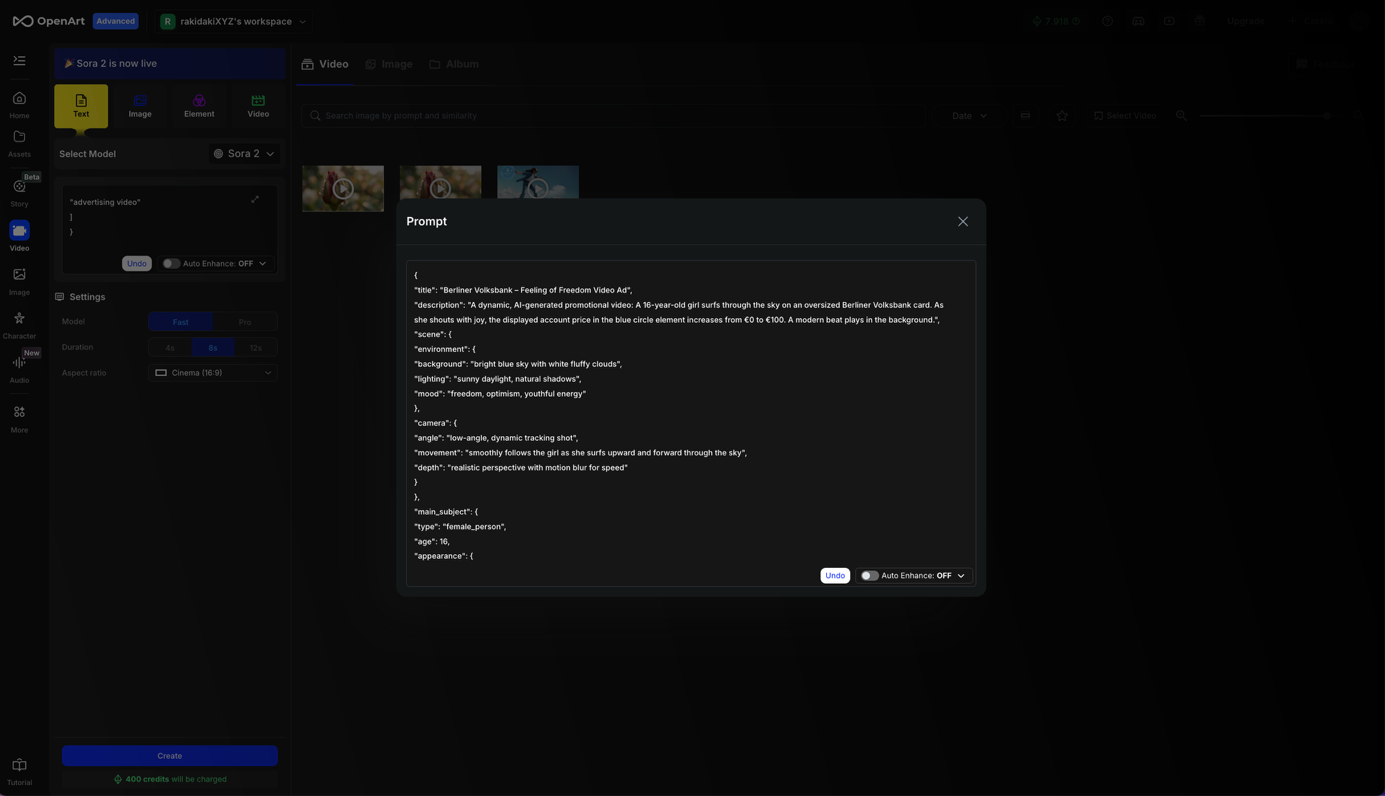 OpenArt
Advanced
R
rakidakiXYZ's workspace
7,918
Upgrade
Sora 2 is now live
Text
Image
Element
Video
Select Model
Sora 2
"advertising video"
]
}
Undo
Auto Enhance: OFF
Settings
Model
Fast
Pro
Duration
4s
8s
12s
Aspect ratio
Cinema (16:9)
Create
400 credits will be charged
Home
Assets
Beta
Story
Video
Image
Character
New
Audio
More
Tutorial
Video
Image
Album
Search Image by prompt and similarity
Date
Select Video
Prompt
{
"title": "Berliner Volksbank – Feeling of Freedom Video Ad",
"description": "A dynamic, AI-generated promotional video: A 16-year-old girl surfs through the sky on an oversized Berliner Volksbank card. As
she shouts with joy, the displayed account price in the blue circle element increases from €0 to €100. A modern beat plays in the background.",
"scene": {
"environment": {
"background": "bright blue sky with white fluffy clouds",
"lighting": "sunny daylight, natural shadows",
"mood": "freedom, optimism, youthful energy"
},
"camera": {
"angle": "low-angle, dynamic tracking shot",
"movement": "smoothly follows the girl as she surfs upward and forward through the sky",
"depth": "realistic perspective with motion blur for speed"
}
},
"main_subject": {
"type": "female_person",
"age": 16,
"appearance": {
Undo
Auto Enhance: OFF